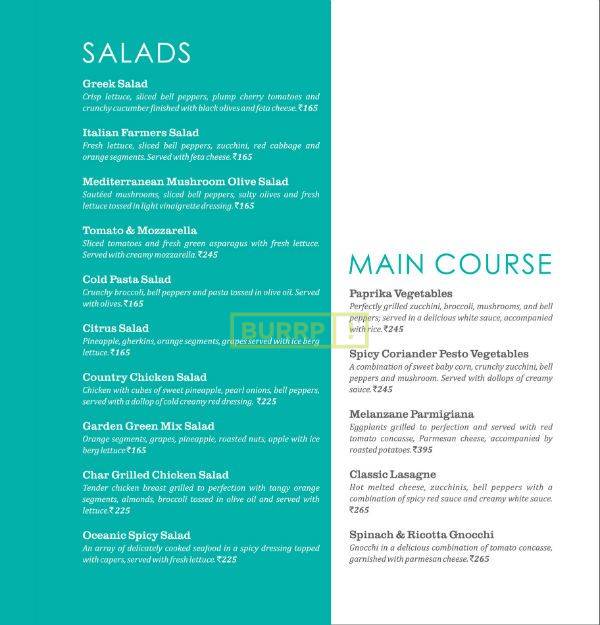 SALADS
Greek Salad
Crisp lettuce, sliced bell peppers, plump cherry tomatoes and
crunchy cucumber finished with black olives and feta cheese. ₹165
Italian Farmers Salad
Fresh lettuce, sliced bell peppers, zucchini, red cabbage and
orange segments. Served with feta cheese. ₹165
Mediterranean Mushroom Olive Salad
Sautéed mushrooms, sliced bell peppers, salty olives and fresh
lettuce tossed in light vinaigrette dressing. ₹165
Tomato & Mozzarella
Sliced tomatoes and fresh green asparagus with fresh lettuce.
Served with creamy mozzarella. ₹245
Cold Pasta Salad
Crunchy broccoli, bell peppers and pasta tossed in olive oil. Served
with olives. ₹165
Citrus Salad
Pineapple, gherkins, orange segments, grapes served with ice berg
lettuce. ₹165
Country Chicken Salad
Chicken with cubes of sweet pineapple, pearl onions, bell peppers,
served with a dollop of cold creamy red dressing. ₹225
Garden Green Mix Salad
Orange segments, grapes, pineapple, roasted nuts, apple with ice
berg lettuce ₹165
Char Grilled Chicken Salad
Tender chicken breast grilled to perfection with tangy orange
segments, almonds, broccoli tossed in olive oil and served with
lettuce. ₹225
Oceanic Spicy Salad
An array of delicately cooked seafood in a spicy dressing topped
with capers, served with fresh lettuce. ₹225
BURRP!
MAIN COURSE
Paprika Vegetables
Perfectly grilled zucchini, broccoli, mushrooms, and bell
peppers; served in a delicious white sauce, accompanied
with rice. ₹245
Spicy Coriander Pesto Vegetables
A combination of sweet baby corn, crunchy zucchini, bell
peppers and mushroom. Served with dollops of creamy
sauce. ₹245
Melanzane Parmigiana
Eggplants grilled to perfection and served with red
tomato concasse, Parmesan cheese, accompanied by
roasted potatoes. ₹395
Classic Lasagne
Hot melted cheese, zucchinis, bell peppers with a
combination of spicy red sauce and creamy white sauce.
₹265
Spinach & Ricotta Gnocchi
Gnocchi in a delicious combination of tomato concasse,
garnished with parmesan cheese. ₹265